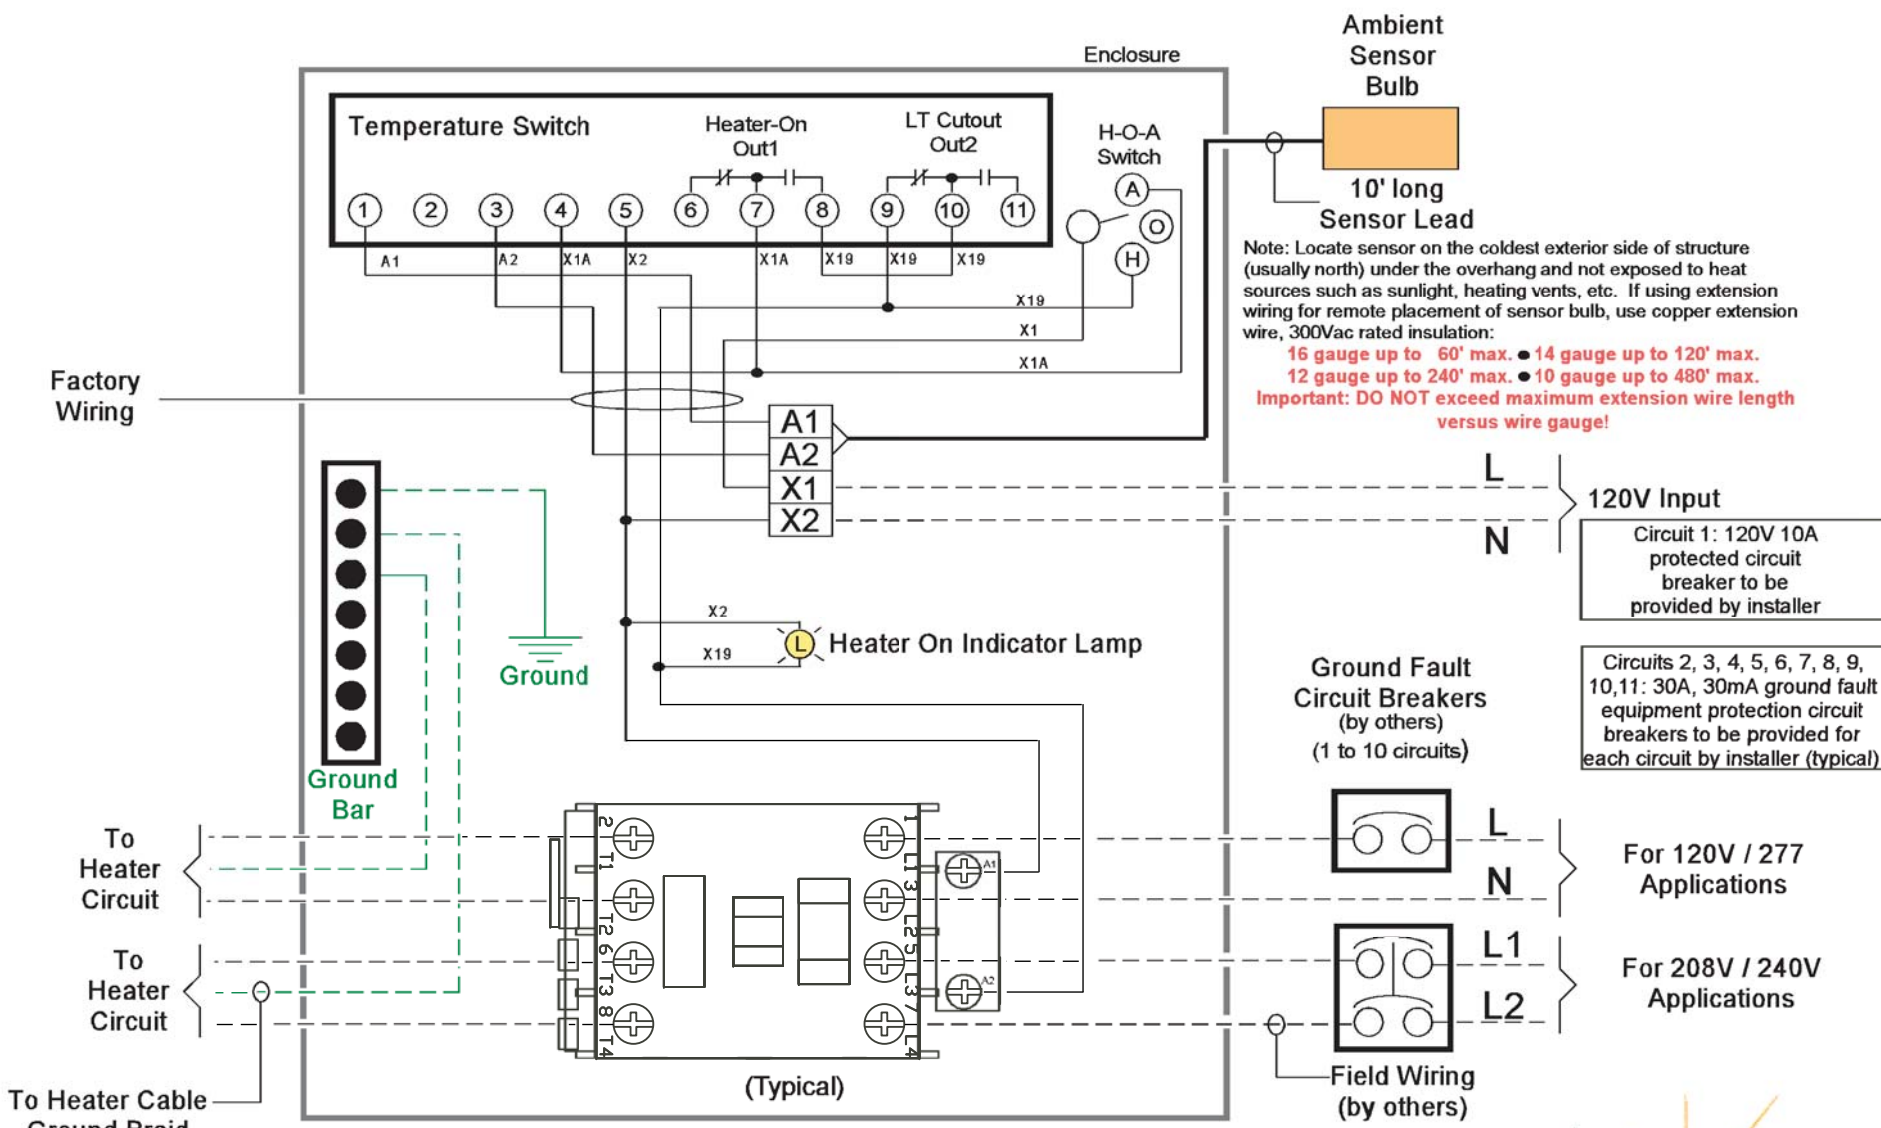 Ambient
Sensor
Bulb
Enclosure
Temperature Switch
Heater-On
Out1
LT Cutout
Out2
H-O-A
Switch
A
O
H
1 2 3 4 5 6 7 8 9 10 11
A1 A2 X1A X2 X1A X19 X19 X19
X19
X1
X1A
10' long
Sensor Lead
Note: Locate sensor on the coldest exterior side of structure
(usually north) under the overhang and not exposed to heat
sources such as sunlight, heating vents, etc. If using extension
wiring for remote placement of sensor bulb, use copper extension
wire, 300Vac rated insulation:
16 gauge up to 60' max. ● 14 gauge up to 120' max.
12 gauge up to 240' max. ● 10 gauge up to 480' max.
Important: DO NOT exceed maximum extension wire length
versus wire gauge!
Factory
Wiring
A1
A2
X1
X2
L
N
120V Input
Circuit 1: 120V 10A
protected circuit
breaker to be
provided by installer
X2
X19
L
Heater On Indicator Lamp
Ground
Ground
Bar
Ground Fault
Circuit Breakers
(by others)
(1 to 10 circuits)
Circuits 2, 3, 4, 5, 6, 7, 8, 9,
10,11: 30A, 30mA ground fault
equipment protection circuit
breakers to be provided for
each circuit by installer (typical)
To
Heater
Circuit
To
Heater
Circuit
2 T1
T2
6 T3
8 T4
1 L1
3 L2
5 L3
7 L4
A1
A2
L
N
For 120V / 277
Applications
L1
L2
For 208V / 240V
Applications
(Typical)
Field Wiring
(by others)
To Heater Cable
Ground Braid